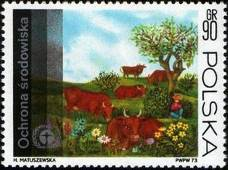 Ochrona środowiska
GR
90
POLSKA
H. MATUSZEWSKA
PWPW 73